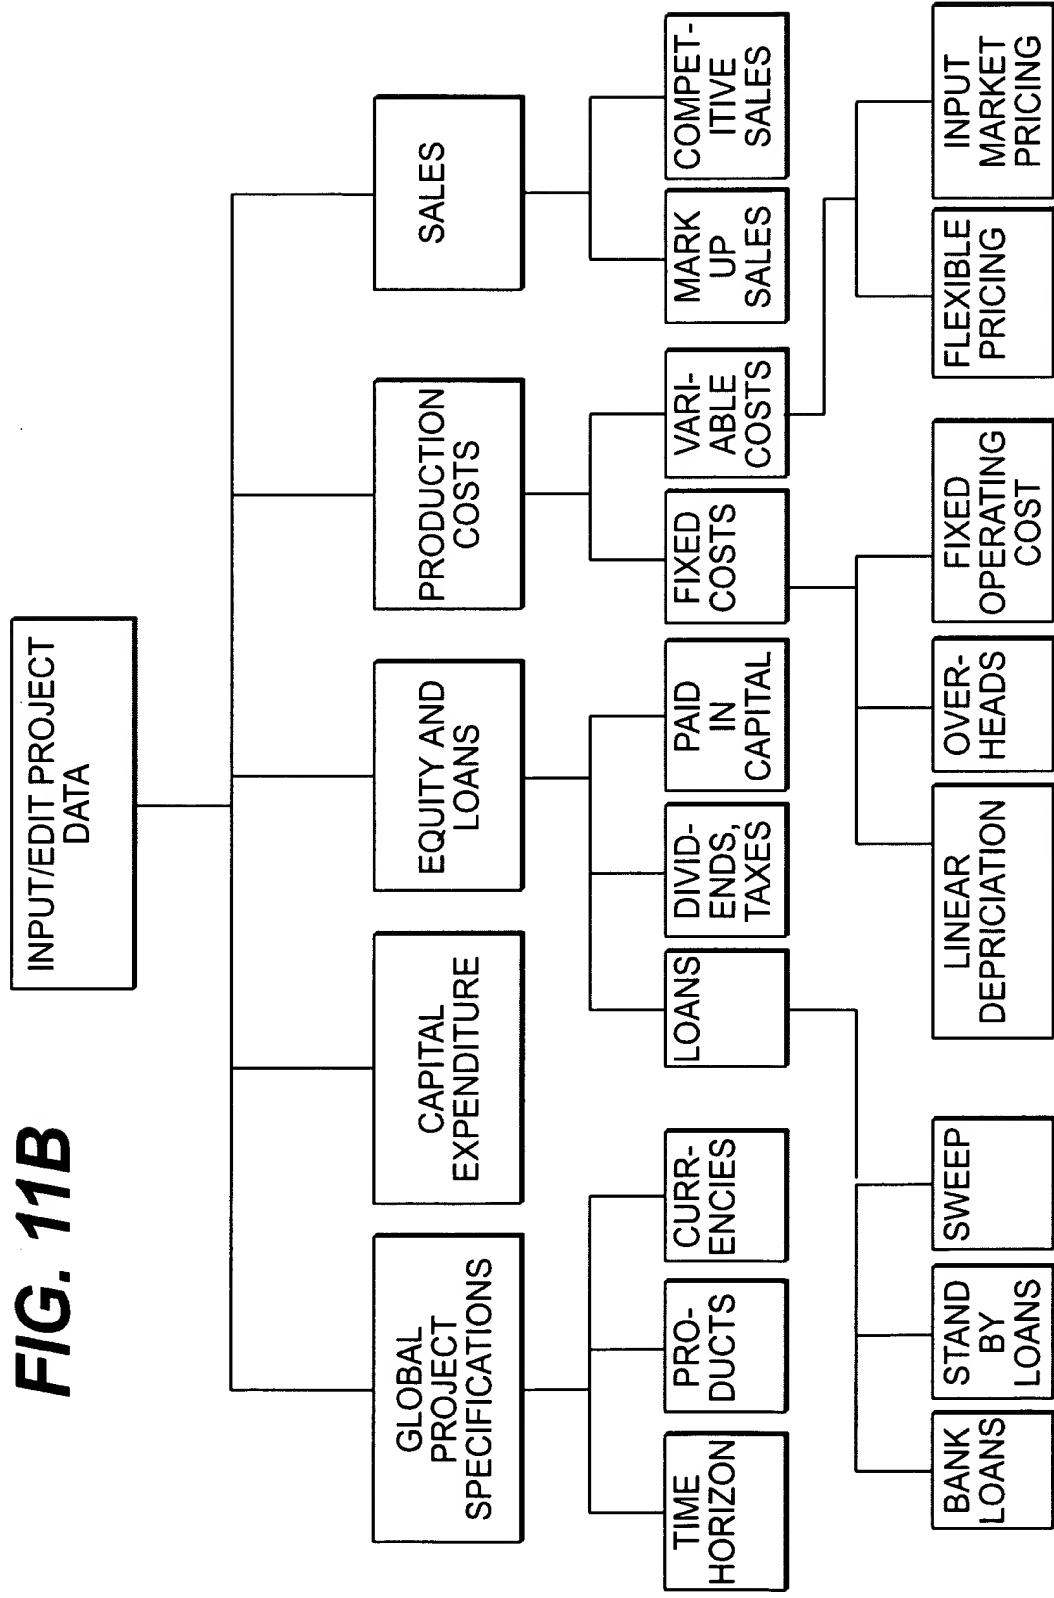 FIG. 11B
INPUT/EDIT PROJECT
DATA
GLOBAL
PROJECT
SPECIFICATIONS
CAPITAL
EXPENDITURE
EQUITY AND
LOANS
PRODUCTION
COSTS
SALES
TIME
HORIZON
PRO-
DUCTS
CURR-
ENCIES
LOANS
DIVID-
ENDS,
TAXES
PAID
IN
CAPITAL
FIXED
COSTS
VARI-
ABLE
COSTS
MARK
UP
SALES
COMPET-
ITIVE
SALES
BANK
LOANS
STAND
BY
LOANS
SWEEP
LINEAR
DEPRICIATION
OVER-
HEADS
FIXED
OPERATING
COST
FLEXIBLE
PRICING
INPUT
MARKET
PRICING